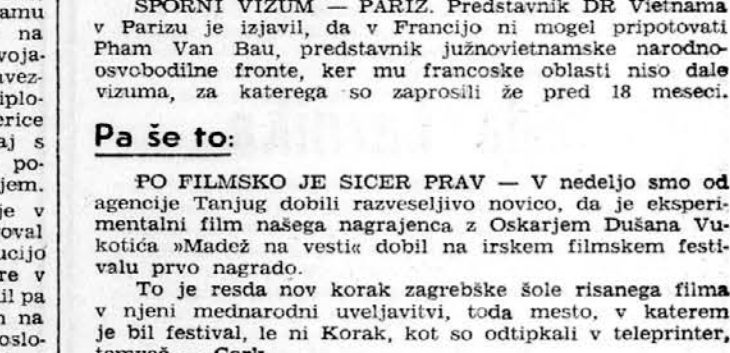 amu
na
voja-
avez-
iplo-
erice
aj s
po-
jem.
je v
oval
ucijo
re v
il pa
n na
oslo-
SPORNI VIZUM — PARIZ. Predstavnik DR Vietnama
v Parizu je izjavil, da v Francijo ni mogel pripotovati
Pham Van Bau, predstavnik južnovietnamske narodno-
osvobodilne fronte, ker mu francoske oblasti niso dale
vizuma, za katerega so zaprosili že pred 18 meseci.
Pa še to:
PO FILMSKO JE SICER PRAV — V nedeljo smo od
agencije Tanjug dobili razveseljivo novico, da je eksperi-
mentalni film našega nagrajenca z Oskarjem Dušana Vu-
kotića »Madež na vesti« dobil na irskem filmskem festi-
valu prvo nagrado.
To je resda nov korak zagrebške šole risanega filma
v njeni mednarodni uveljavitvi, toda mesto, v katerem
je bil festival, le ni Korak, kot so odtipkali v teleprinter,
temveč — Cork.